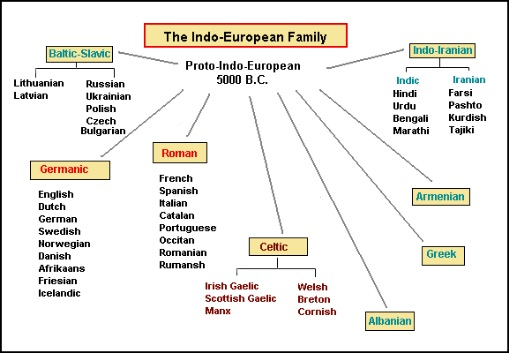 The Indo-European Family
Proto-Indo-European
5000 B.C.
Baltic-Slavic
Lithuanian
Latvian
Russian
Ukrainian
Polish
Czech
Bulgarian
Indo-Iranian
Indic
Hindi
Urdu
Bengali
Marathi
Iranian
Farsi
Pashto
Kurdish
Tajiki
Germanic
English
Dutch
German
Swedish
Norwegian
Danish
Afrikaans
Friesian
Icelandic
Roman
French
Spanish
Italian
Catalan
Portuguese
Occitan
Romanian
Rumansh
Celtic
Irish Gaelic
Scottish Gaelic
Manx
Welsh
Breton
Cornish
Armenian
Greek
Albanian